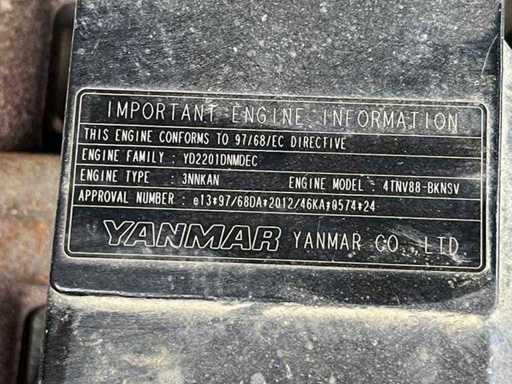 IMPORTANT ENGINE INFORMATION
THIS ENGINE CONFORMS TO 97/68/EC DIRECTIVE
ENGINE FAMILY : YD2201DNMDEC
ENGINE TYPE : 3NNKAN ENGINE MODEL : 4TNV88-BKNSV
APPROVAL NUMBER : e13*97/68DA*2012/46KA*0574*24
YANMAR YANMAR CO., LTD.